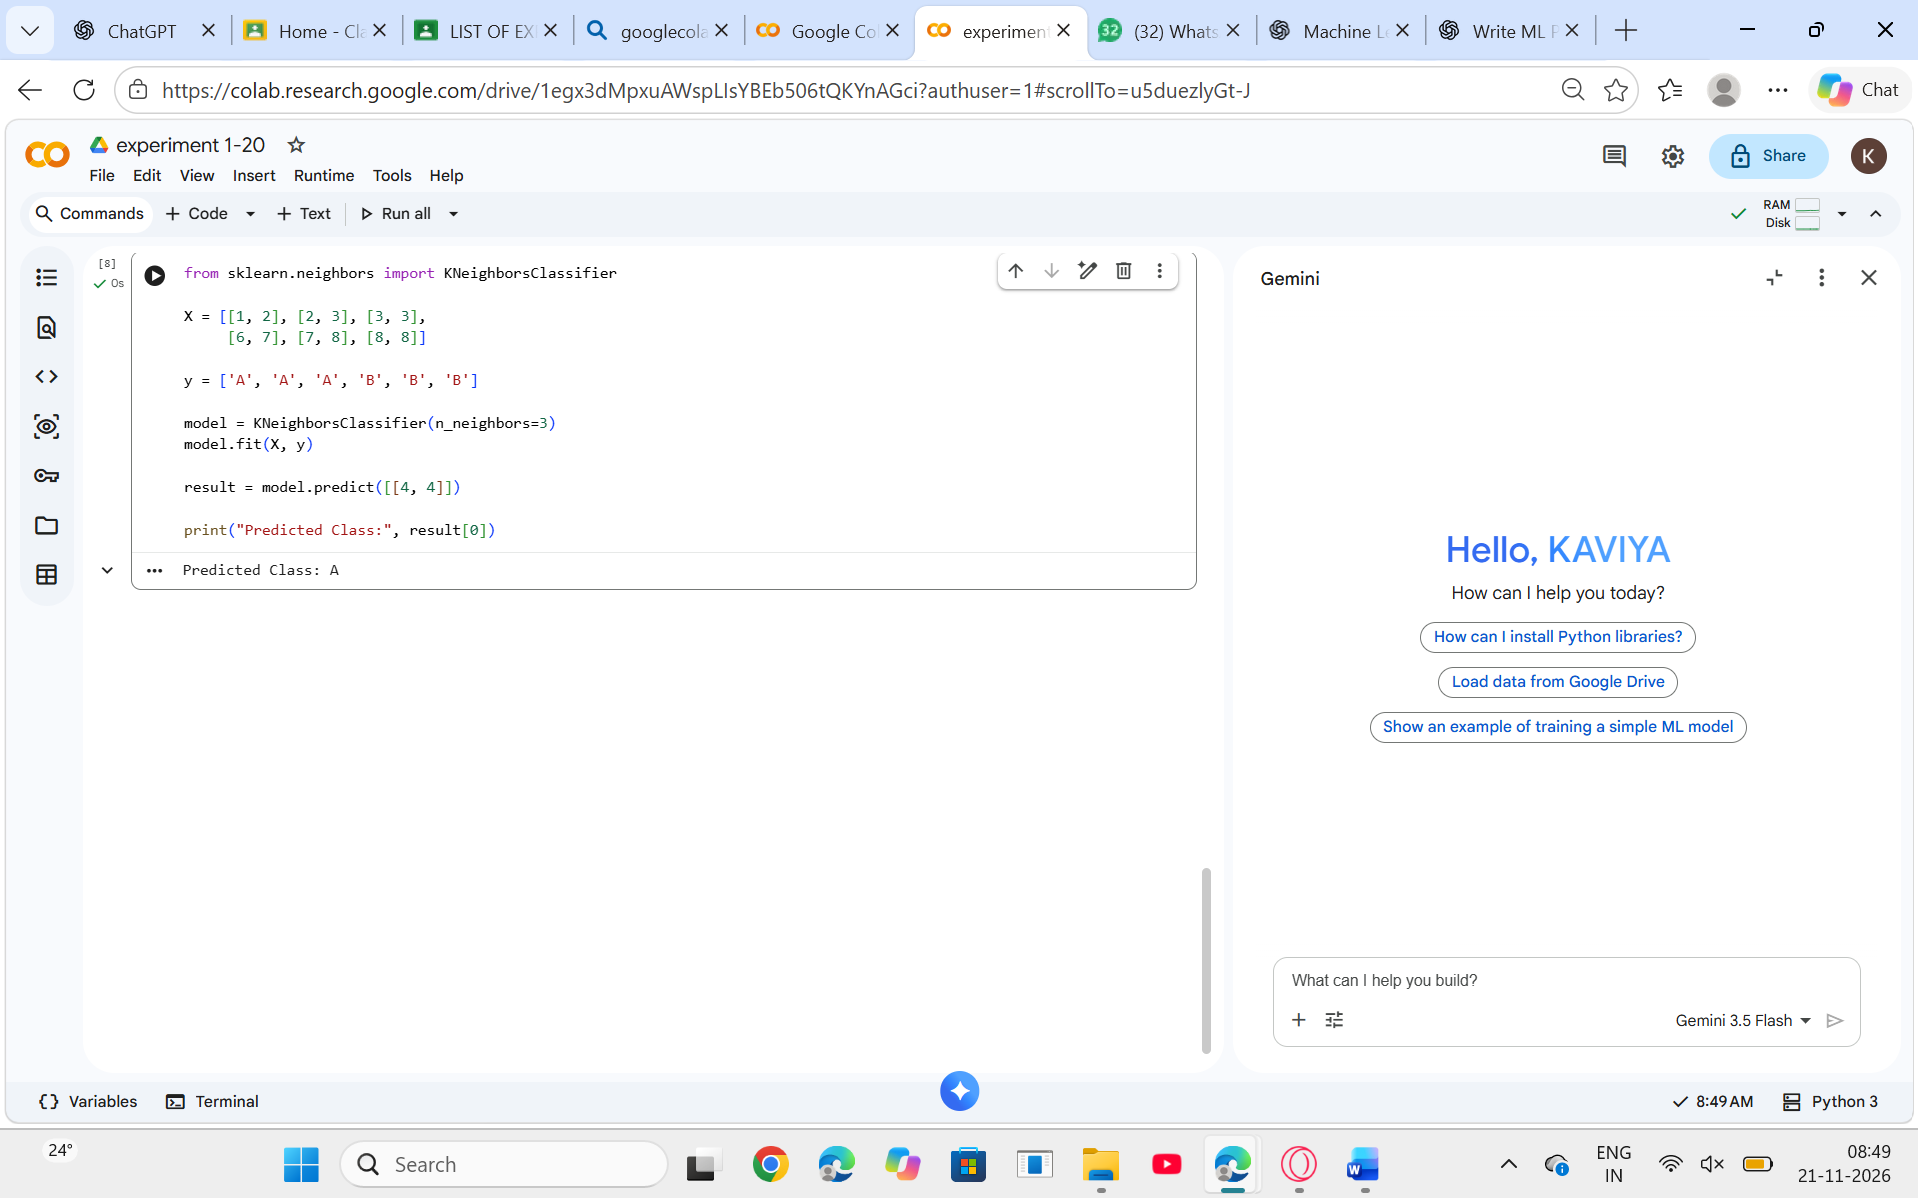 ChatGPT
Home - Cl
LIST OF EX
googlecola
Google Co
experiment
32
(32) Whats
Machine L
Write ML P
https://colab.research.google.com/drive/1egx3dMpxuAWspLIsYBEb506tQKYnAGci?authuser=1#scrollTo=u5duezlyGt-J
Chat
CO
experiment 1-20
File Edit View Insert Runtime Tools Help
Share
K
Commands + Code + Text Run all
RAM
Disk
[8]
0s
from sklearn.neighbors import KNeighborsClassifier
X = [[1, 2], [2, 3], [3, 3],
[6, 7], [7, 8], [8, 8]]
y = ['A', 'A', 'A', 'B', 'B', 'B']
model = KNeighborsClassifier(n_neighbors=3)
model.fit(X, y)
result = model.predict([[4, 4]])
print("Predicted Class:", result[0])
Predicted Class: A
Gemini
Hello, KAVIYA
How can I help you today?
How can I install Python libraries?
Load data from Google Drive
Show an example of training a simple ML model
What can I help you build?
Gemini 3.5 Flash
Variables
Terminal
8:49 AM
Python 3
24°
Search
ENG
IN
08:49
21-11-2026